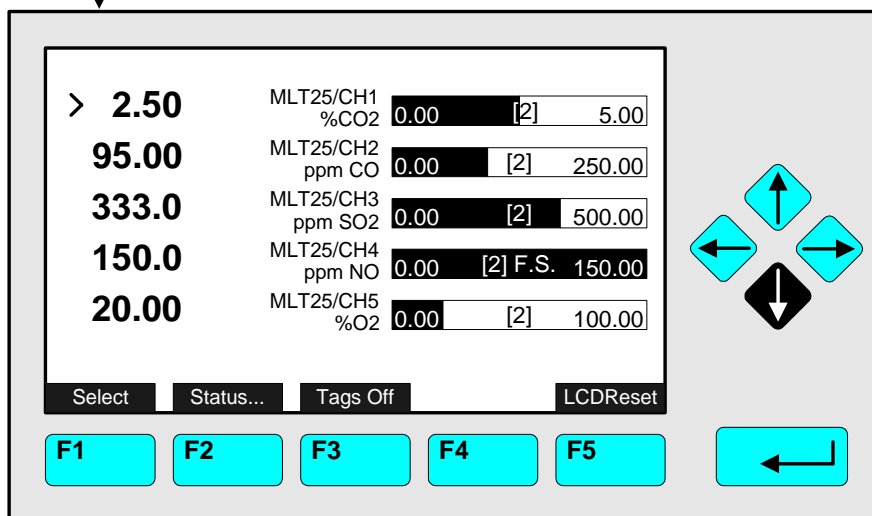 > 2.50 MLT25/CH1
%CO2 0.00 [2] 5.00
95.00 MLT25/CH2
ppm CO 0.00 [2] 250.00
333.0 MLT25/CH3
ppm SO2 0.00 [2] 500.00
150.0 MLT25/CH4
ppm NO 0.00 [2] F.S. 150.00
20.00 MLT25/CH5
%O2 0.00 [2] 100.00
Select Status... Tags Off LCDReset
F1 F2 F3 F4 F5